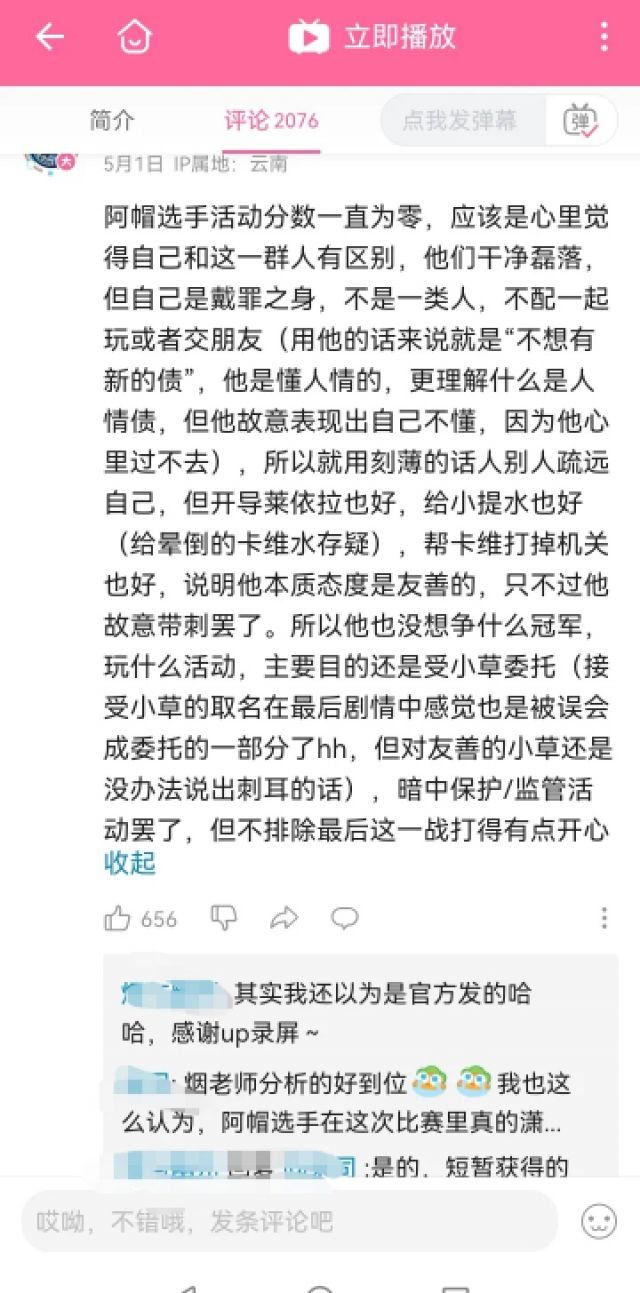 立即播放
简介
评论 2076
点我发弹幕
弹
大
5月1日 IP属地：云南
阿帽选手活动分数一直为零，应该是心里觉
得自己和这一群人有区别，他们干净磊落，
但自己是戴罪之身，不是一类人，不配一起
玩或者交朋友（用他的话来说就是“不想有
新的债”，他是懂人情的，更理解什么是人
情债，但他故意表现出自己不懂，因为他心
里过不去），所以就用刻薄的话人别人疏远
自己，但开导莱依拉也好，给小提水也好
（给晕倒的卡维水存疑），帮卡维打掉机关
也好，说明他本质态度是友善的，只不过他
故意带刺罢了。所以他也没想争什么冠军，
玩什么活动，主要目的还是受小草委托（接
受小草的取名在最后剧情中感觉也是被误会
成委托的一部分了hh，但对友善的小草还是
没办法说出刺耳的话），暗中保护/监管活
动罢了，但不排除最后这一战打得有点开心
收起
656
其实我还以为是官方发的哈
哈，感谢up录屏～
: 烟老师分析的好到位 我也这
么认为，阿帽选手在这次比赛里真的潇...
:是的，短暂获得的
哎呦，不错哦，发条评论吧